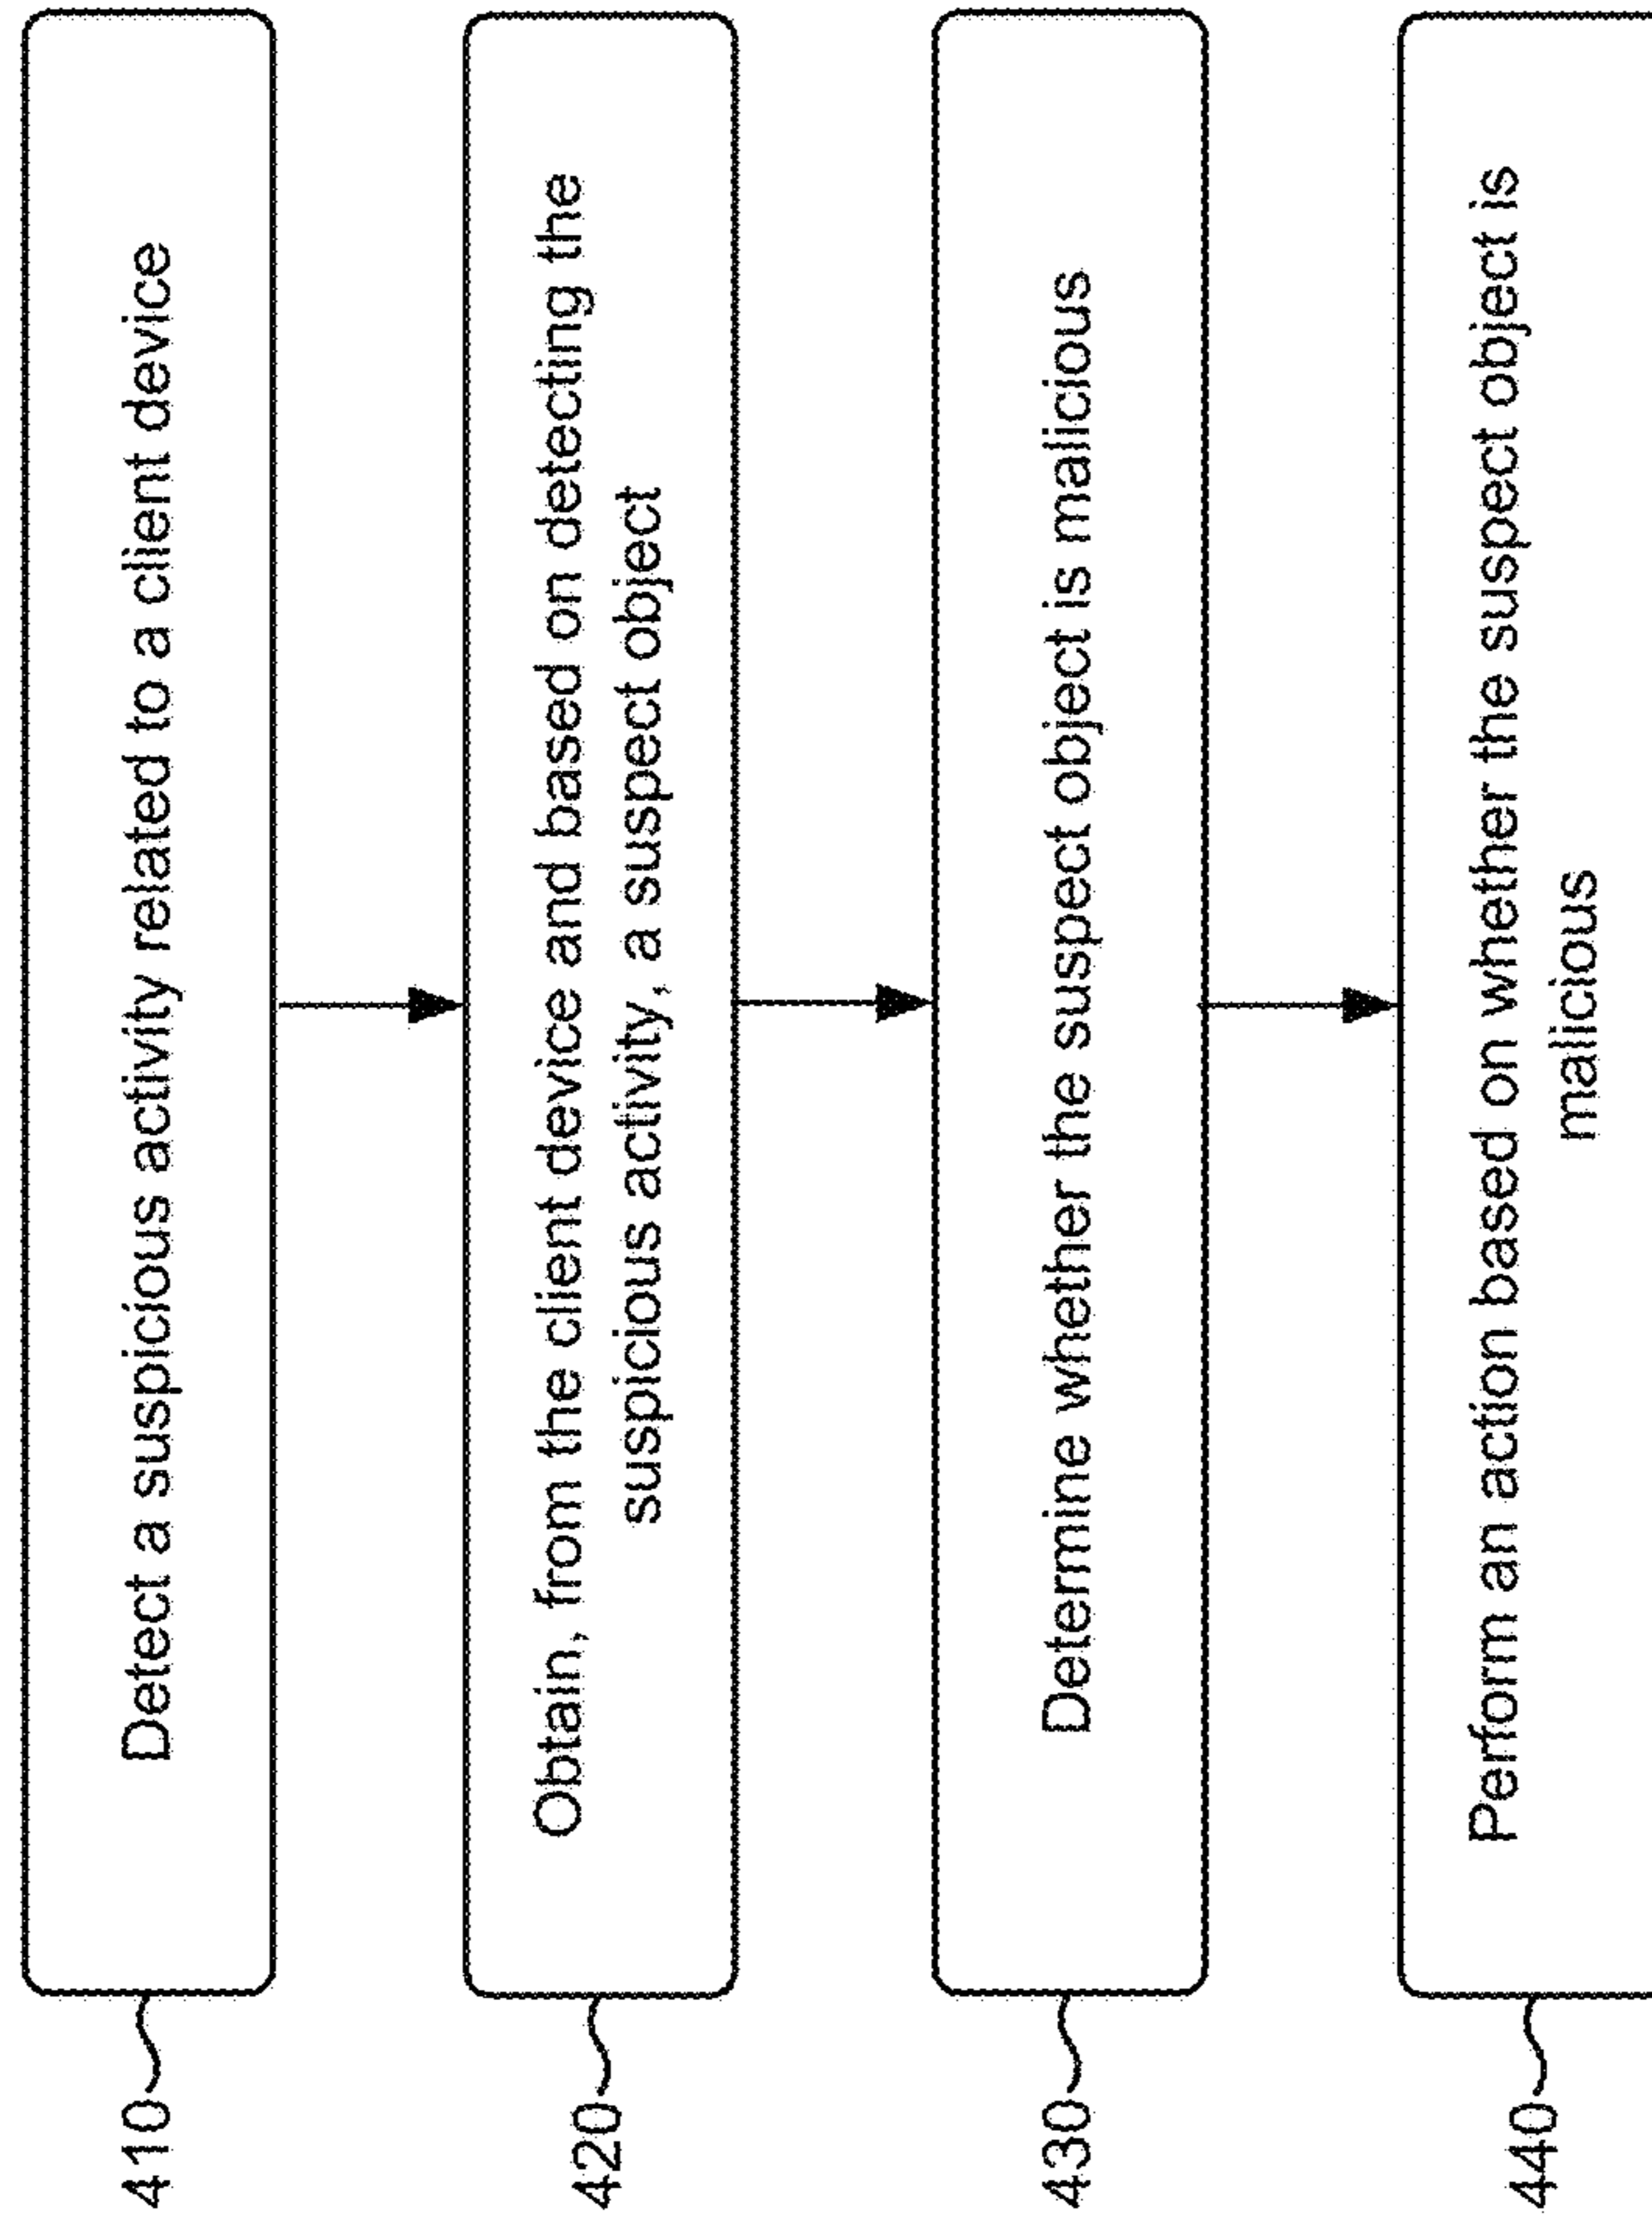 410
Detect a suspicious activity related to a client device
420
Obtain, from the client device and based on detecting the
suspicious activity, a suspect object
430
Determine whether the suspect object is malicious
440
Perform an action based on whether the suspect object is
malicious